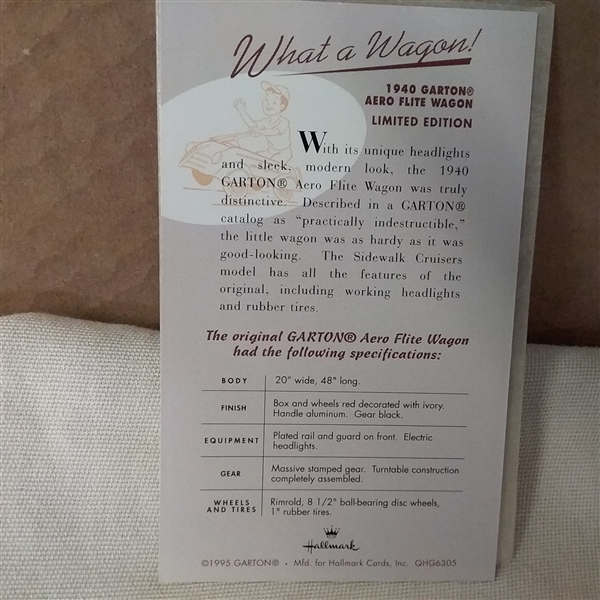 What a Wagon!
1940 GARTON®
AERO FLITE WAGON
LIMITED EDITION
With its unique headlights
and sleek, modern look, the 1940
GARTON® Aero Flite Wagon was truly
distinctive. Described in a GARTON®
catalog as "practically indestructible,"
the little wagon was as hardy as it was
good-looking. The Sidewalk Cruisers
model has all the features of the
original, including working headlights
and rubber tires.
The original GARTON® Aero Flite Wagon
had the following specifications:
BODY 20" wide, 48" long.
FINISH Box and wheels red decorated with ivory.
Handle aluminum. Gear black.
EQUIPMENT Plated rail and guard on front. Electric
headlights.
GEAR Massive stamped gear. Turntable construction
completely assembled.
WHEELS AND TIRES Rimrold, 8 1/2" ball-bearing disc wheels,
1" rubber tires.
Hallmark
©1995 GARTON® • Mfd. for Hallmark Cards, Inc. QHG6305